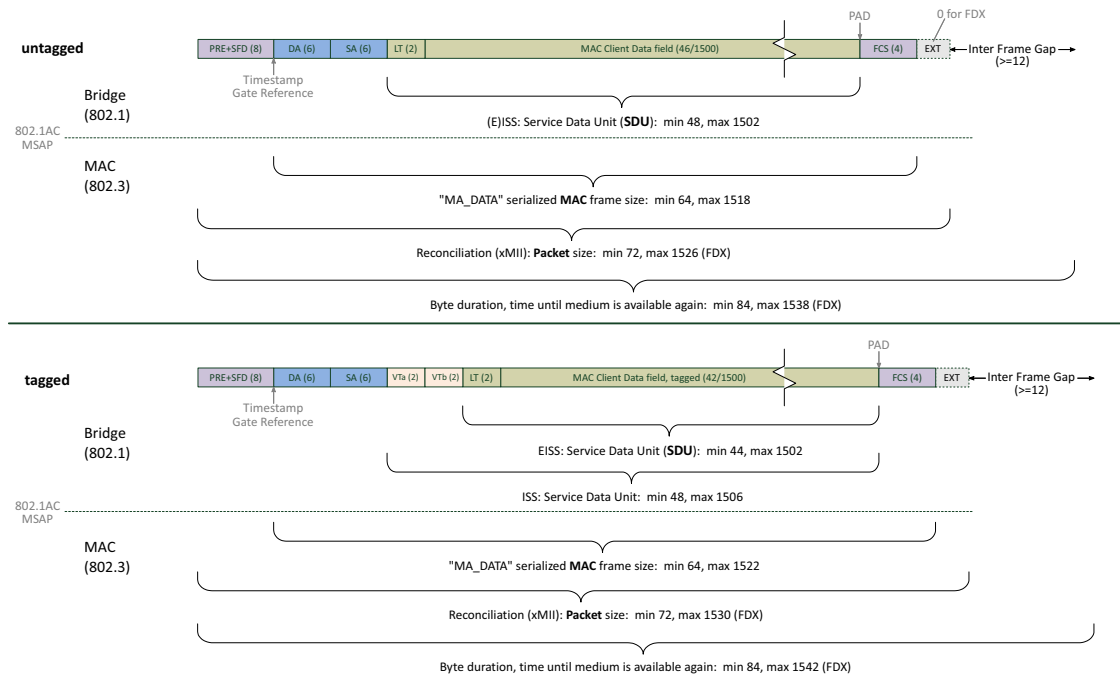 PAD
0 for FDX
untagged
PRE+SFD (8) DA (6) SA (6) LT (2) MAC Client Data field (46/1500) FCS (4) EXT Inter Frame Gap
(>=12)
Timestamp
Gate Reference
Bridge
(802.1)
(E)ISS: Service Data Unit (SDU): min 48, max 1502
802.1AC
MSAP
MAC
(802.3)
"MA_DATA" serialized MAC frame size: min 64, max 1518
Reconciliation (xMII): Packet size: min 72, max 1526 (FDX)
Byte duration, time until medium is available again: min 84, max 1538 (FDX)
PAD
tagged
PRE+SFD (8) DA (6) SA (6) VTa (2) VTb (2) LT (2) MAC Client Data field, tagged (42/1500) FCS (4) EXT Inter Frame Gap
(>=12)
Timestamp
Gate Reference
Bridge
(802.1)
EISS: Service Data Unit (SDU): min 44, max 1502
ISS: Service Data Unit: min 48, max 1506
802.1AC
MSAP
MAC
(802.3)
"MA_DATA" serialized MAC frame size: min 64, max 1522
Reconciliation (xMII): Packet size: min 72, max 1530 (FDX)
Byte duration, time until medium is available again: min 84, max 1542 (FDX)